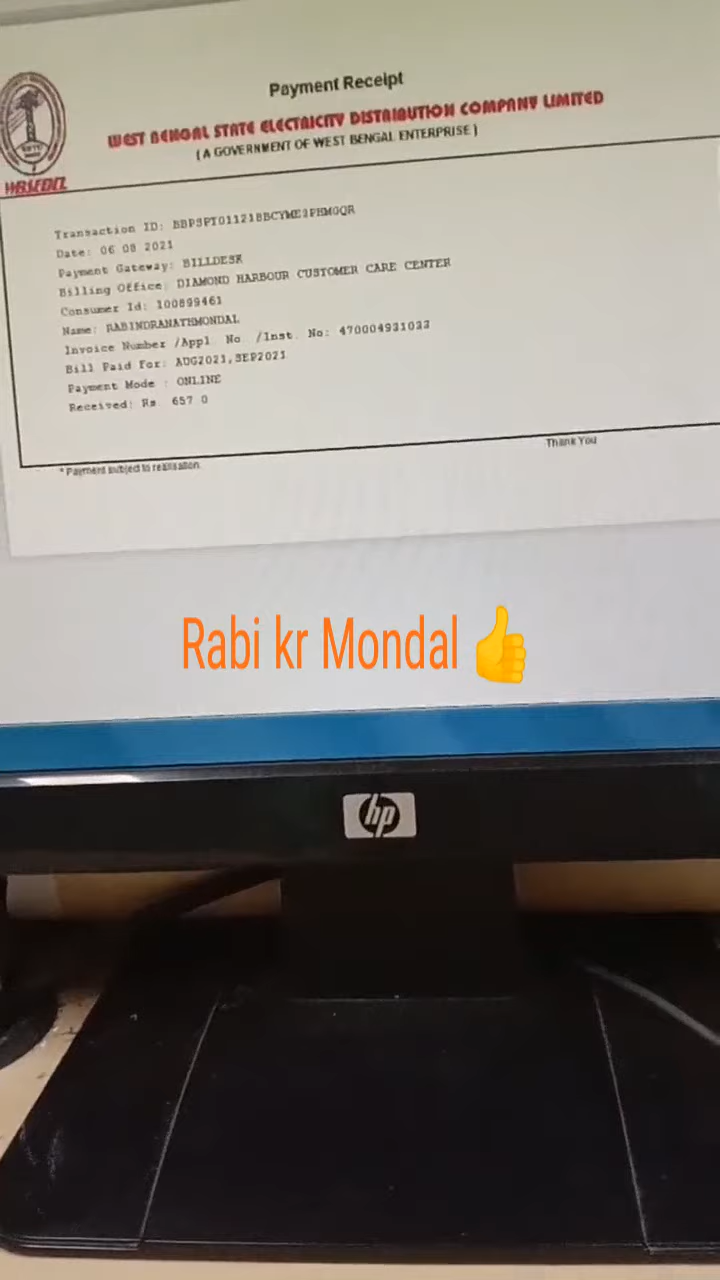 Payment Receipt
WEST BENGAL STATE ELECTRICITY DISTRIBUTION COMPANY LIMITED
( A GOVERNMENT OF WEST BENGAL ENTERPRISE )
WBSEDCL
Transaction ID:
Date: 06 08 2021
Payment Gateway: BILLDESK
Billing Office: DIAMOND HARBOUR CUSTOMER CARE CENTER
Consumer Id: 100899461
Name: RABINDRANATHMONDAL
Invoice Number /Appl. No. /Inst. No: 470004931033
Bill Paid For: AUG2021,SEP2021
Payment Mode : ONLINE
Received: Rs. 657 0
Thank You
* Payment subject to realisation.
Rabi kr Mondal 👍
hp